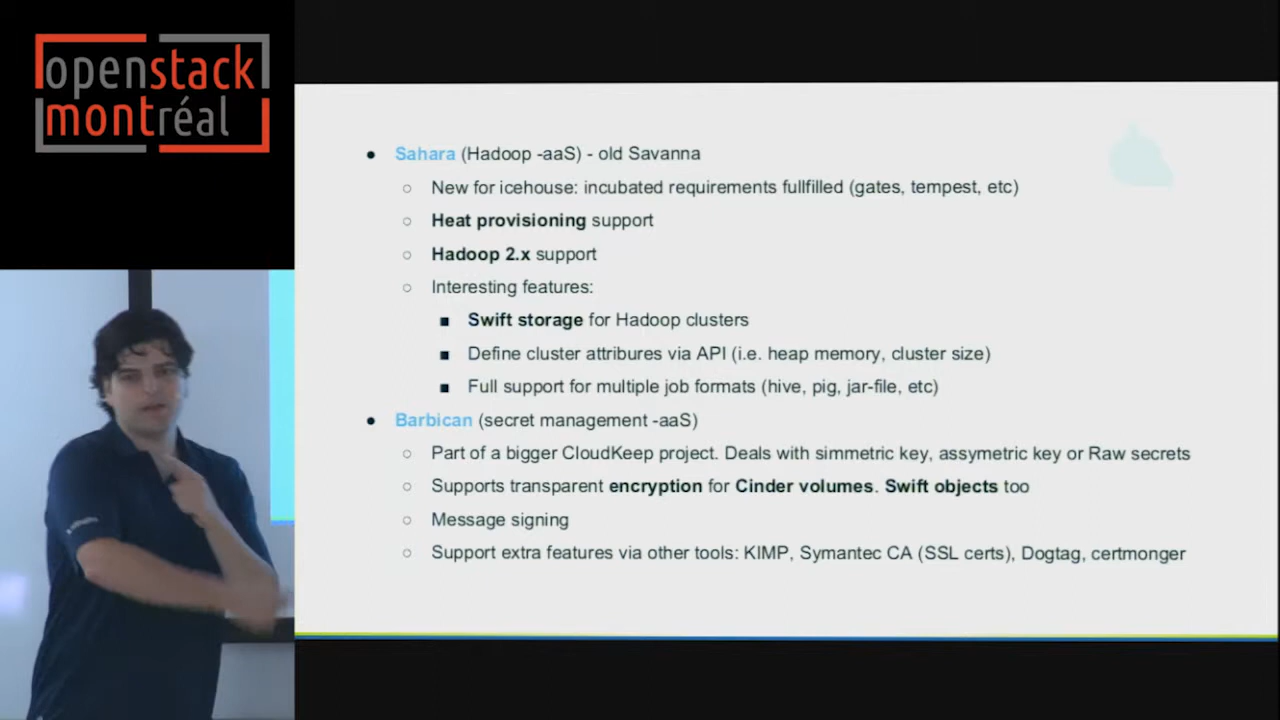 openstack
montréal
● Sahara (Hadoop -aaS) - old Savanna
○ New for icehouse: incubated requirements fullfilled (gates, tempest, etc)
○ Heat provisioning support
○ Hadoop 2.x support
○ Interesting features:
■ Swift storage for Hadoop clusters
■ Define cluster attribures via API (i.e. heap memory, cluster size)
■ Full support for multiple job formats (hive, pig, jar-file, etc)
● Barbican (secret management -aaS)
○ Part of a bigger CloudKeep project. Deals with simmetric key, assymetric key or Raw secrets
○ Supports transparent encryption for Cinder volumes. Swift objects too
○ Message signing
○ Support extra features via other tools: KIMP, Symantec CA (SSL certs), Dogtag, certmonger